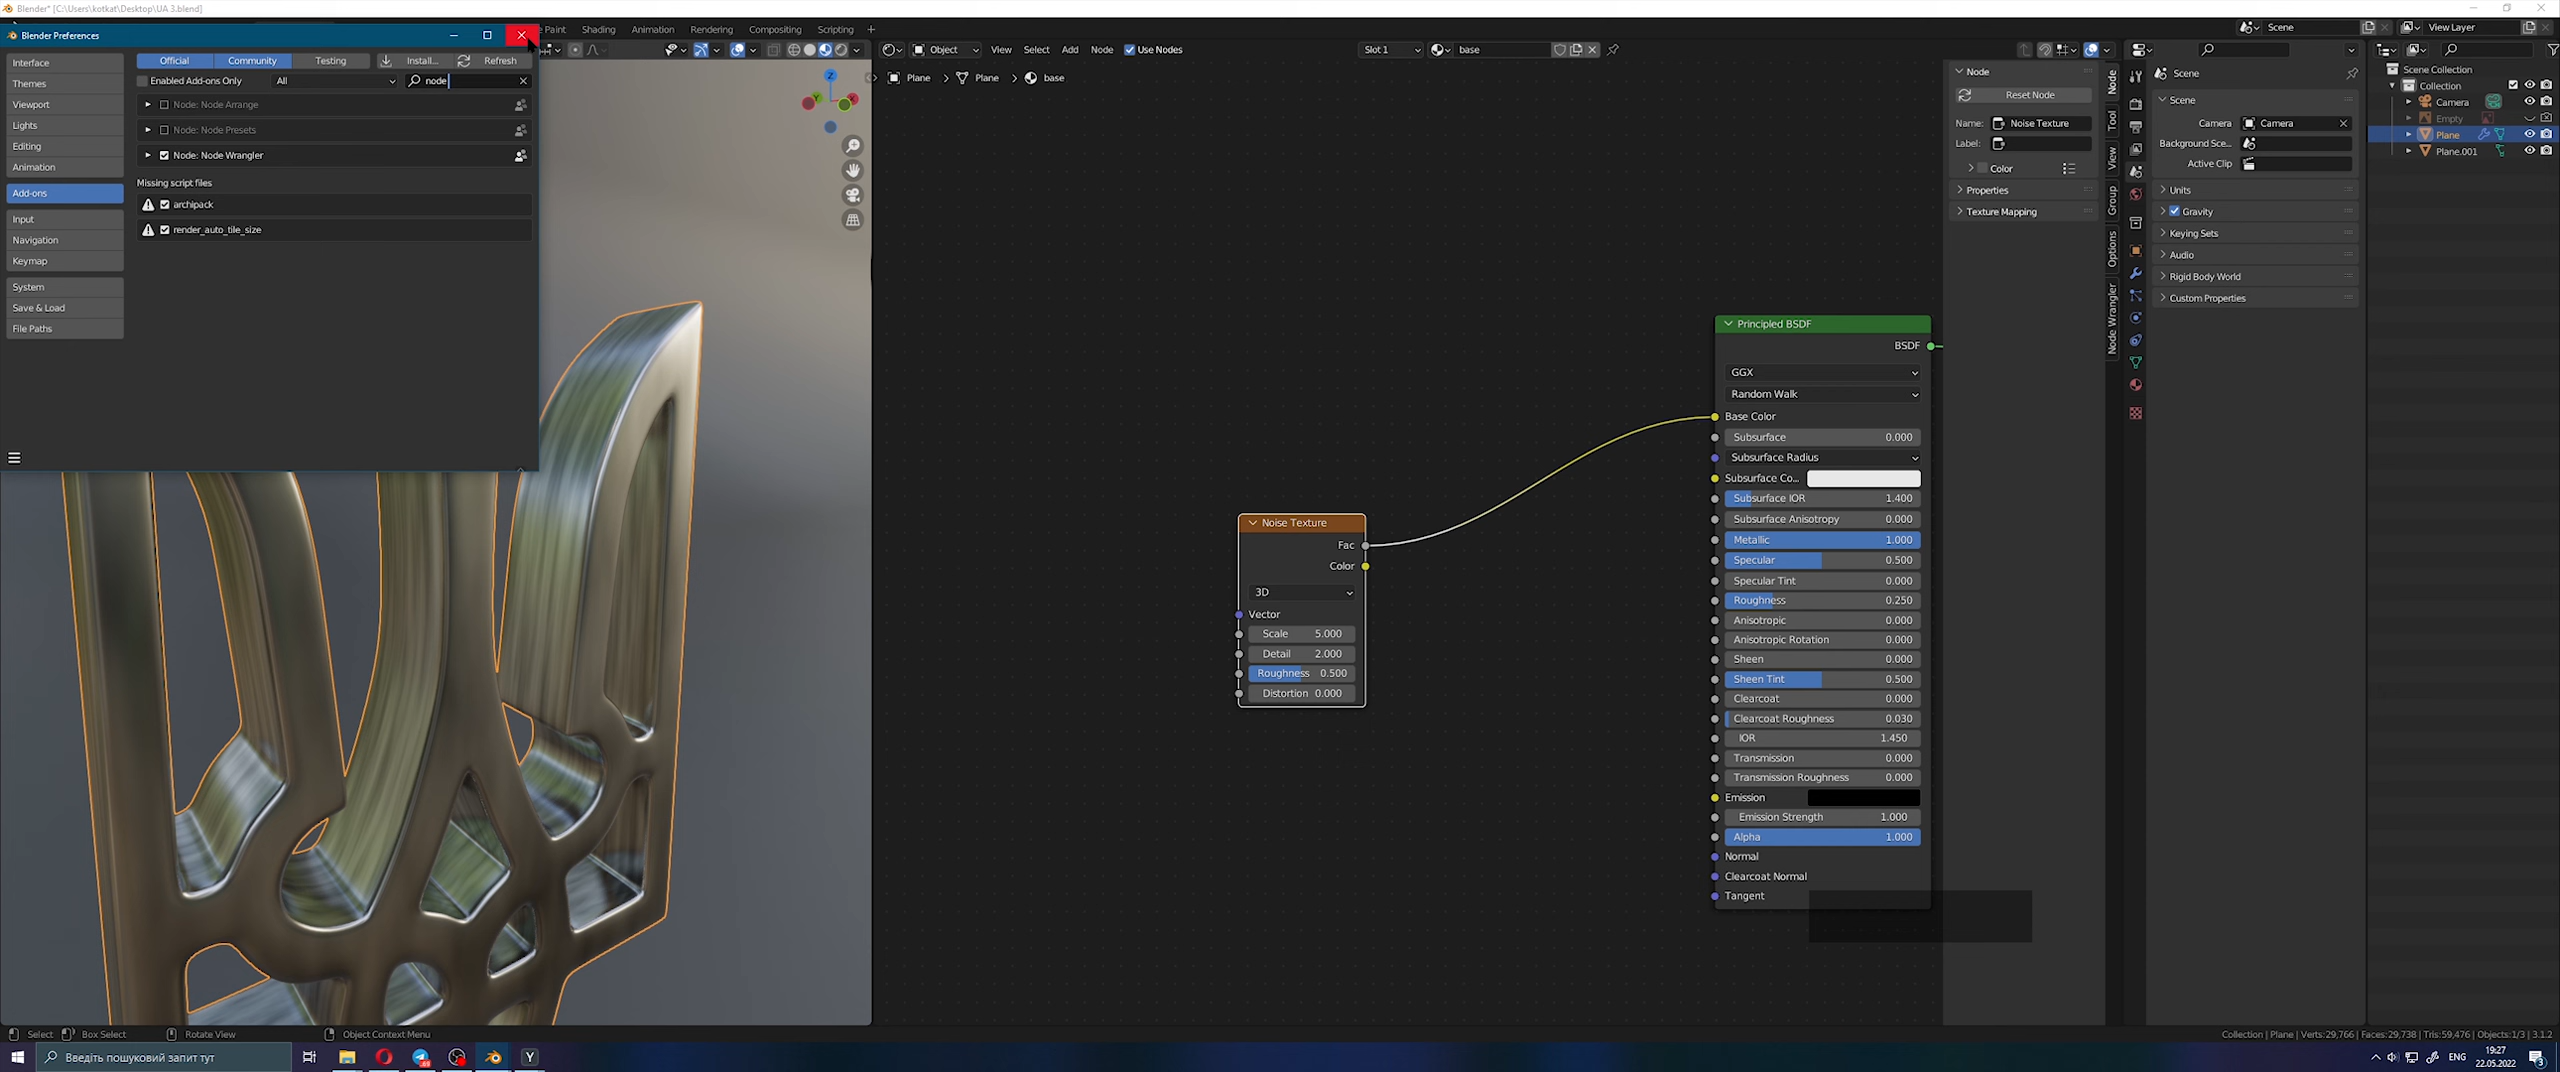 Blender* [C:\Users\kotkat\Desktop\UA 3.blend]
Blender Preferences
Paint Shading Animation Rendering Compositing Scripting +
Scene View Layer
Object View Select Add Node Use Nodes Slot 1 base
Interface
Themes
Viewport
Lights
Editing
Animation
Add-ons
Input
Navigation
Keymap
System
Save & Load
File Paths
Official Community Testing Install... Refresh
Enabled Add-ons Only All node
Node: Node Arrange
Node: Node Presets
Node: Node Wrangler
Missing script files
archipack
render_auto_tile_size
Z
Y
Plane > Plane > base
Noise Texture
Fac
Color
3D
Vector
Scale 5.000
Detail 2.000
Roughness 0.500
Distortion 0.000
Principled BSDF
BSDF
GGX
Random Walk
Base Color
Subsurface 0.000
Subsurface Radius
Subsurface Co...
Subsurface IOR 1.400
Subsurface Anisotropy 0.000
Metallic 1.000
Specular 0.500
Specular Tint 0.000
Roughness 0.250
Anisotropic 0.000
Anisotropic Rotation 0.000
Sheen 0.000
Sheen Tint 0.500
Clearcoat 0.000
Clearcoat Roughness 0.030
IOR 1.450
Transmission 0.000
Transmission Roughness 0.000
Emission
Emission Strength 1.000
Alpha 1.000
Normal
Clearcoat Normal
Tangent
Node
Reset Node
Name: Noise Texture
Label:
Color
Properties
Texture Mapping
Node
Tool
View
Group
Options
Node Wrangler
Scene
Scene
Camera Camera
Background Sce...
Active Clip
Units
Gravity
Keying Sets
Audio
Rigid Body World
Custom Properties
Scene Collection
Collection
Camera
Empty
Plane
Plane.001
Select Box Select Rotate View Object Context Menu
Collection | Plane | Verts:29,766 | Faces:29,738 | Tris:59,476 | Objects:1/3 | 3.1.2
Введіть пошуковий запит тут
Y
ENG
19:27
22.05.2022
3